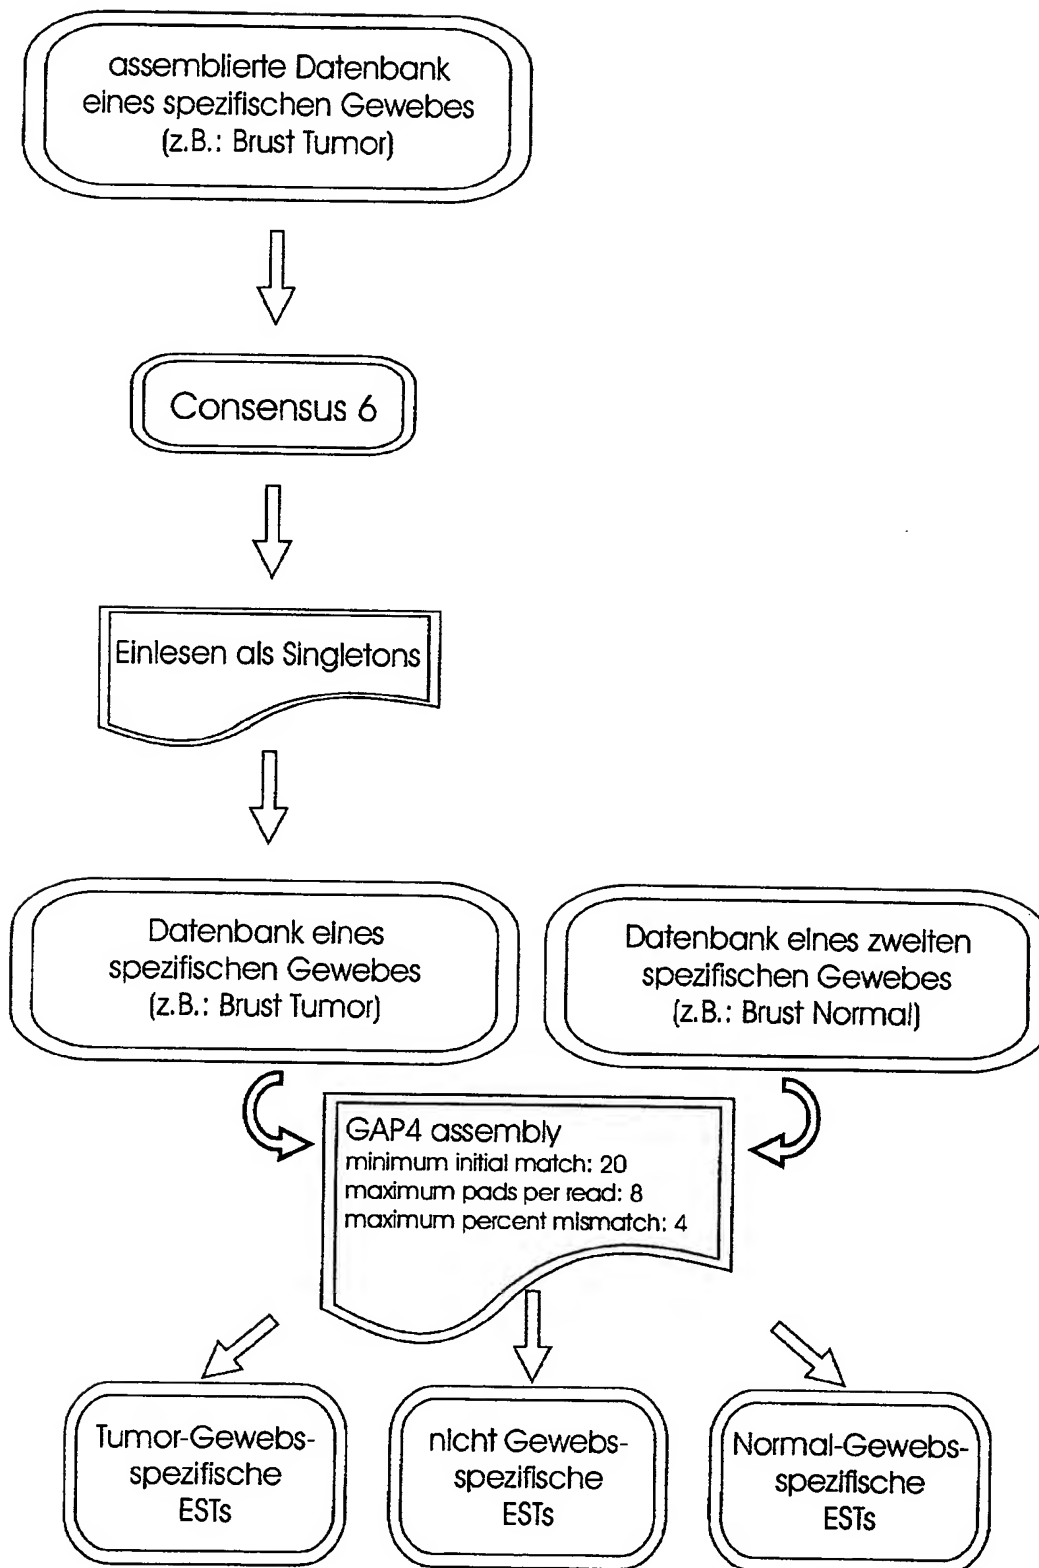 assemblierte Datenbank
eines spezifischen Gewebes
(z.B.: Brust Tumor)
Consensus 6
Einlesen als Singletons
Datenbank eines
spezifischen Gewebes
(z.B.: Brust Tumor)
Datenbank eines zweiten
spezifischen Gewebes
(z.B.: Brust Normal)
GAP4 assembly
minimum initial match: 20
maximum pads per read: 8
maximum percent mismatch: 4
Tumor-Gewebs-
spezifische
ESTs
nicht Gewebs-
spezifische
ESTs
Normal-Gewebs-
spezifische
ESTs